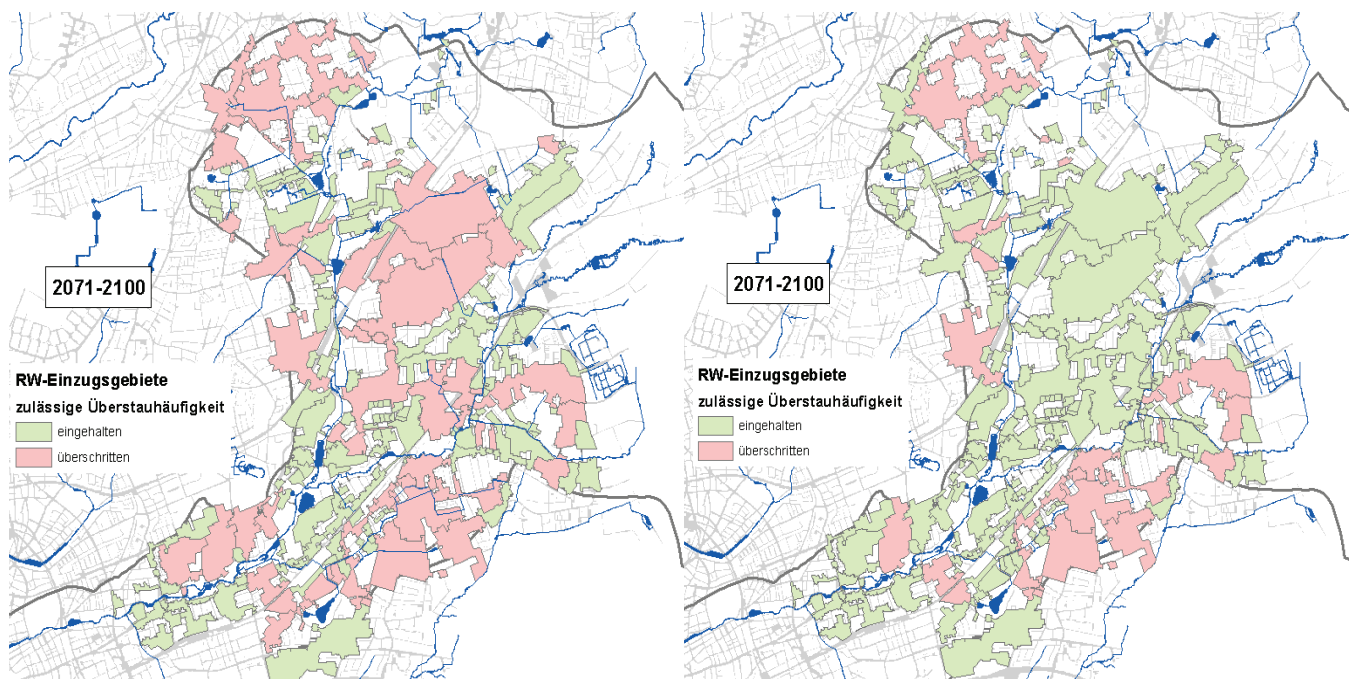 2071-2100
RW-Einzugsgebiete
zulässige Überstauhäufigkeit
eingehalten
überschritten
2071-2100
RW-Einzugsgebiete
zulässige Überstauhäufigkeit
eingehalten
überschritten